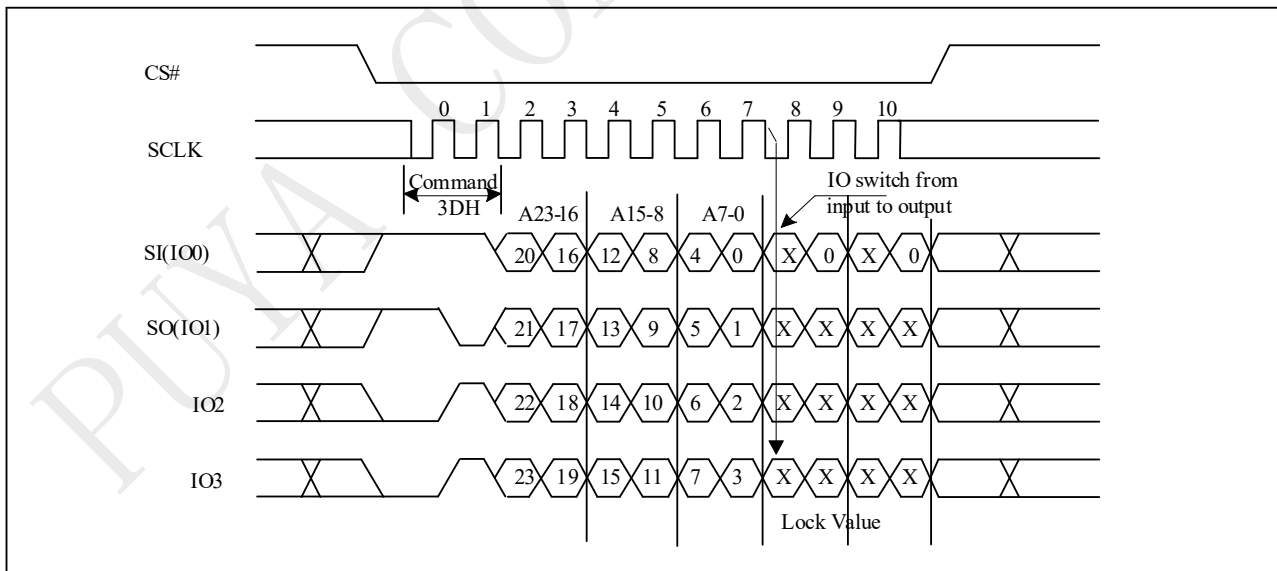 PUYA CO
CS#
0 1 2 3 4 5 6 7 8 9 10
SCLK
Command
3DH
IO switch from
input to output
A23-16 A15-8 A7-0
SI(IO0) 20 16 12 8 4 0 X 0 X 0
SO(IO1) 21 17 13 9 5 1 X X X X
IO2 22 18 14 10 6 2 X X X X
IO3 23 19 15 11 7 3 X X X X
Lock Value